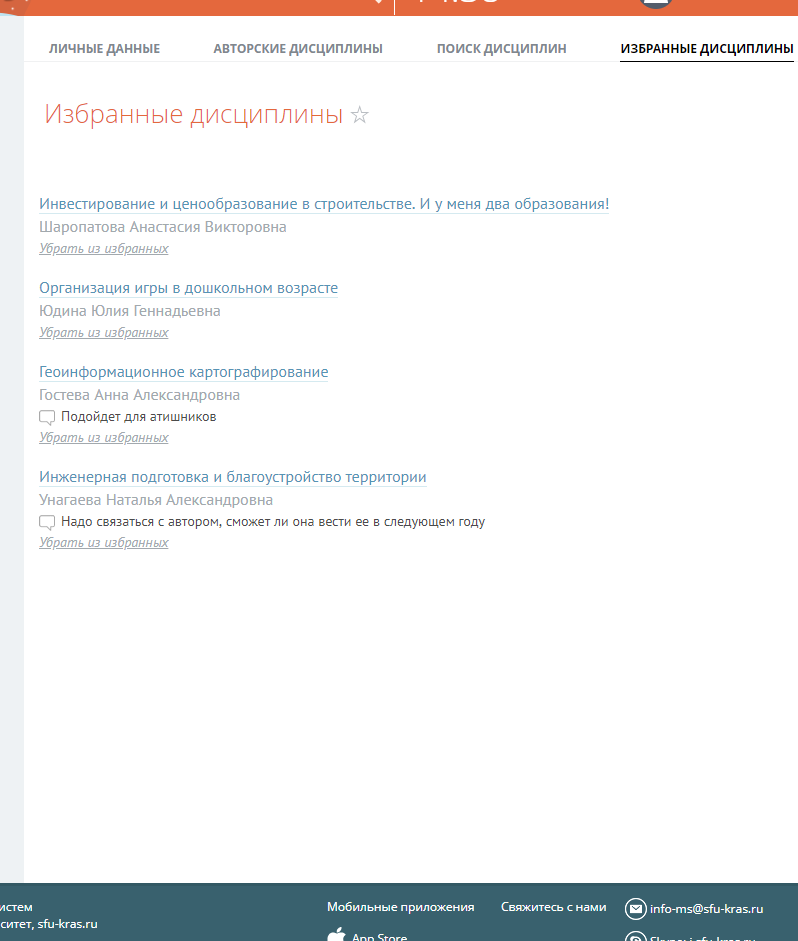 ЛИЧНЫЕ ДАННЫЕ АВТОРСКИЕ ДИСЦИПЛИНЫ ПОИСК ДИСЦИПЛИН ИЗБРАННЫЕ ДИСЦИПЛИНЫ
Избранные дисциплины
Инвестирование и ценообразование в строительстве. И у меня два образования!
Шаропатова Анастасия Викторовна
Убрать из избранных
Организация игры в дошкольном возрасте
Юдина Юлия Геннадьевна
Убрать из избранных
Геоинформационное картографирование
Гостева Анна Александровна
Подойдет для атишников
Убрать из избранных
Инженерная подготовка и благоустройство территории
Унагаева Наталья Александровна
Надо связаться с автором, сможет ли она вести ее в следующем году
Убрать из избранных
истем Мобильные приложения Свяжитесь с нами info-ms@sfu-kras.ru
ситет, sfu-kras.ru
App Store